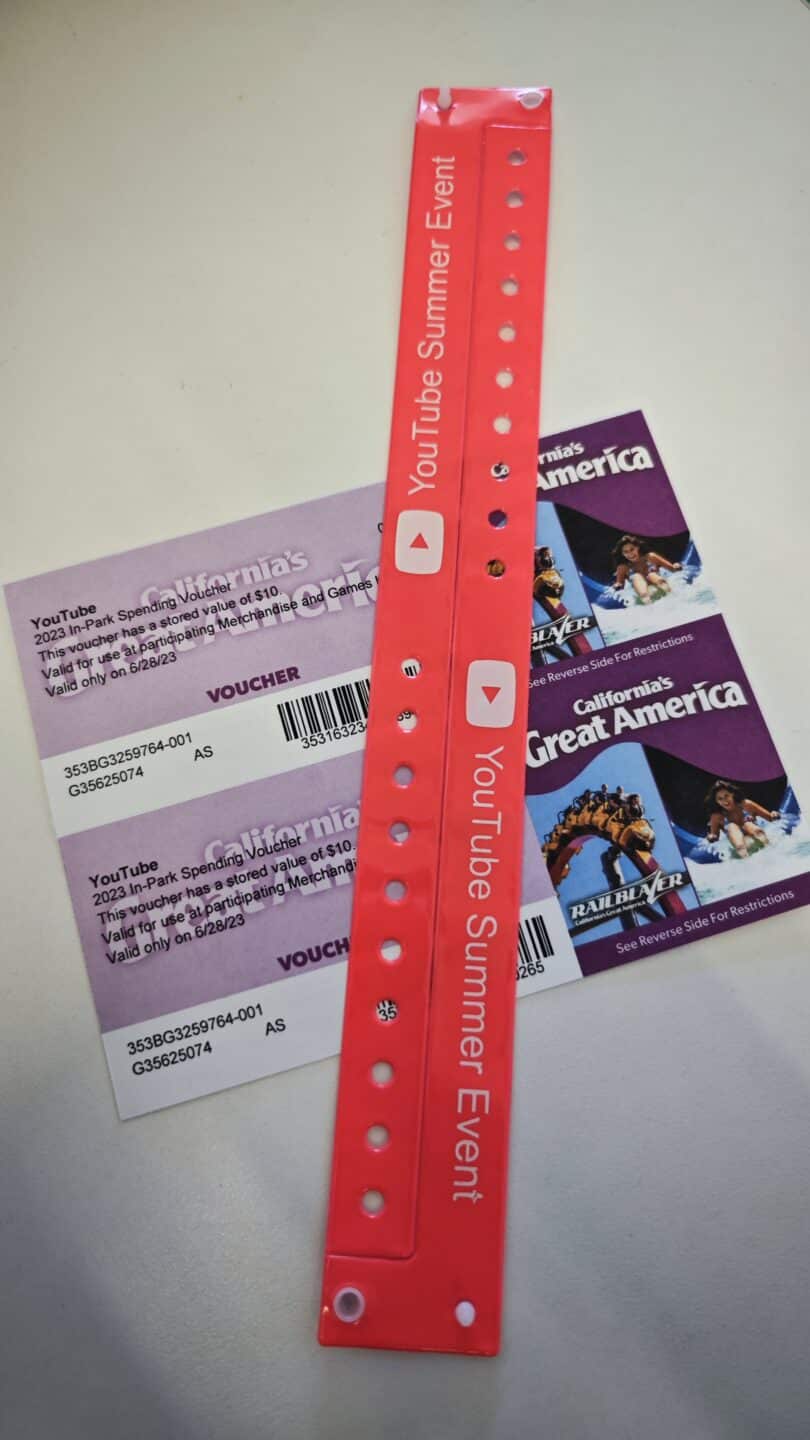 YouTube Summer Event
YouTube Summer Event
California's
Great America
YouTube
2023 In-Park Spending Voucher
This voucher has a stored value of $10.
Valid for use at participating Merchandise and Games
Valid only on 6/28/23
VOUCHER
353BG3259764-001
G35625074 AS
California's
YouTube
2023 In-Park Spending Voucher
This voucher has a stored value of $10.
Valid for use at participating
Valid only on 6/28/23
353BG3259764-001
G35625074 AS
America
See Reverse Side For Restrictions
California's
Great America
RAILBLAZER
California's Great America
See Reverse Side For Restrictions